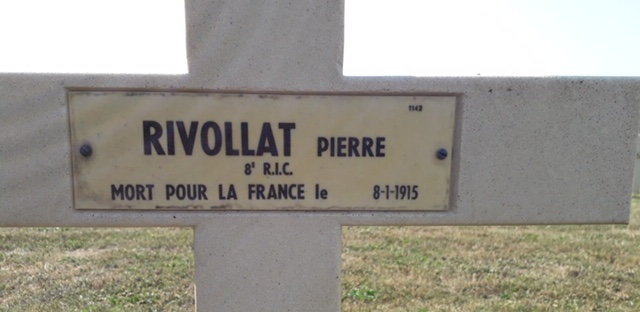 1142
RIVOLLAT PIERRE
8E R.I.C.
MORT POUR LA FRANCE le 8-1-1915